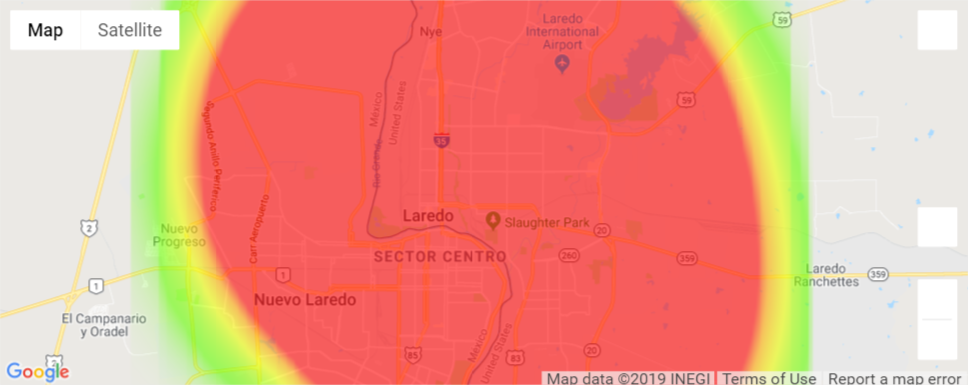 Map
Satellite
Nye
Laredo
International
Airport
59
59
Mexico
United States
Rio Grande
35
Segundo Anillo Periférico
Carr Aeropuerto
Laredo
Slaughter Park
Nuevo
Progreso
2
20
SECTOR CENTRO
260
359
Laredo
Ranchettes
359
1
1
Nuevo Laredo
El Campanario
y Oradel
2
85
Mexico
United States
83
20
Google
Map data ©2019 INEGI
Terms of Use
Report a map error